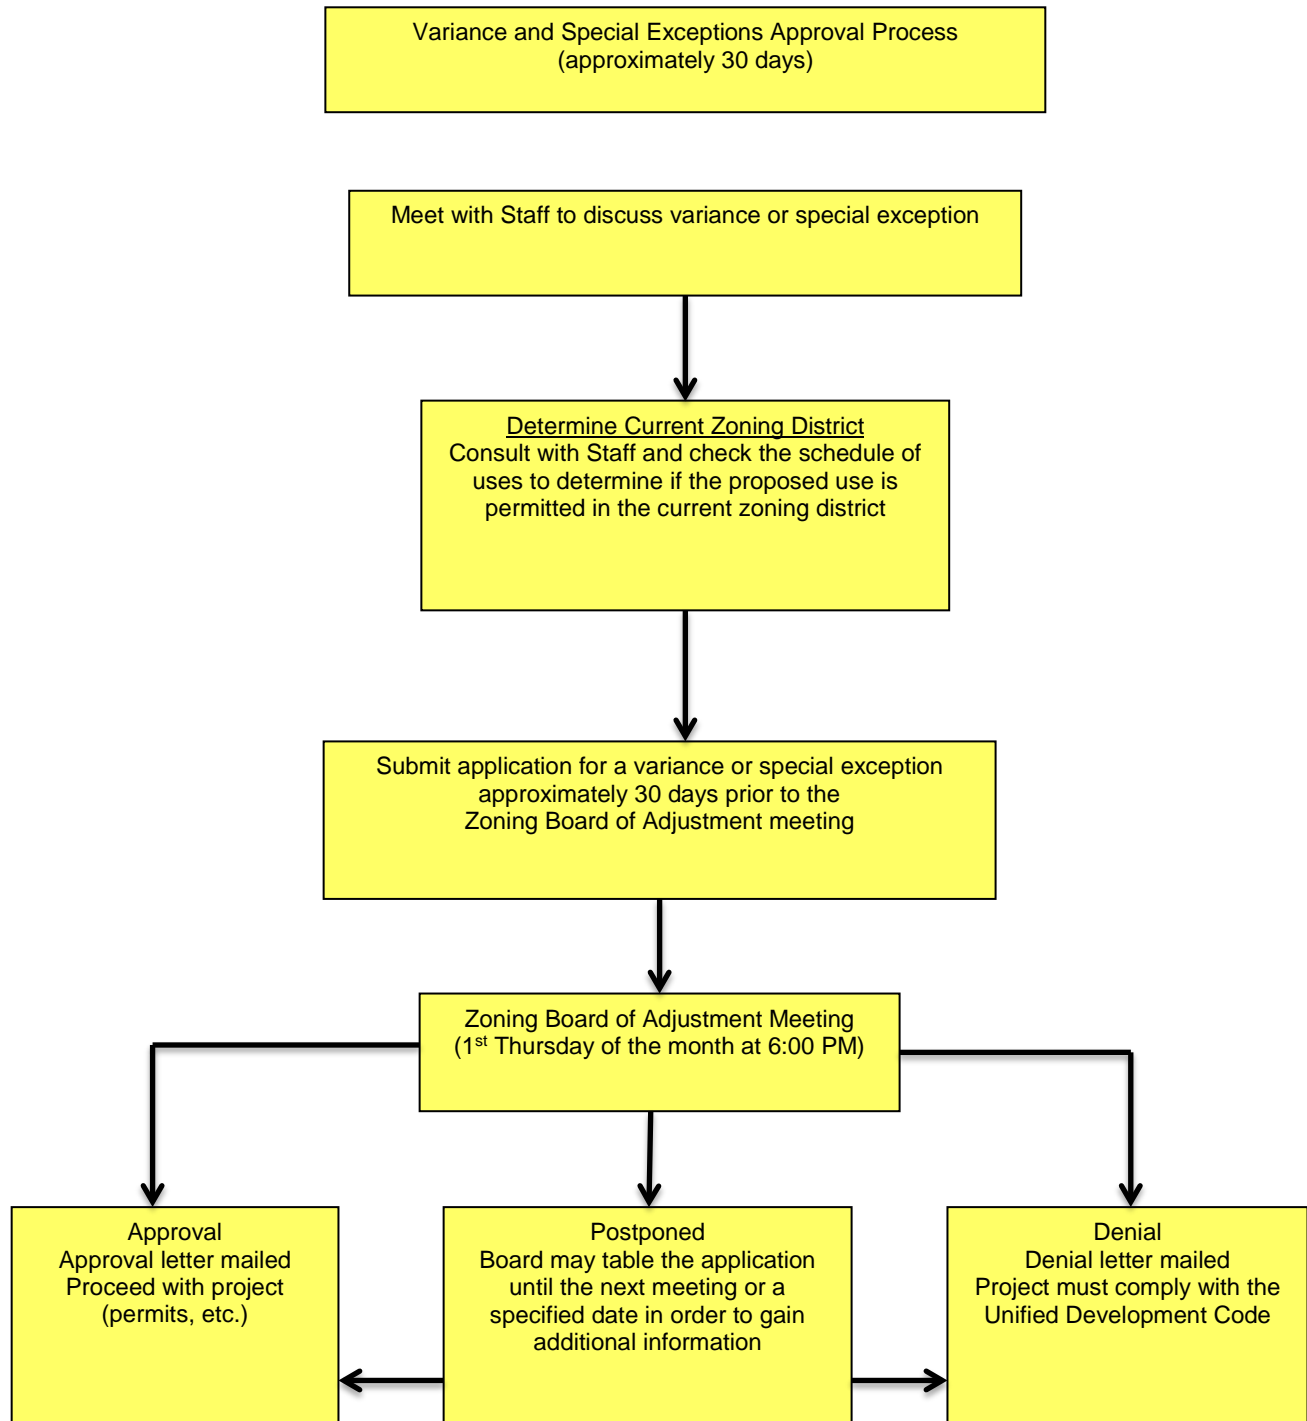 Variance and Special Exceptions Approval Process
(approximately 30 days)
Meet with Staff to discuss variance or special exception
Determine Current Zoning District
Consult with Staff and check the schedule of
uses to determine if the proposed use is
permitted in the current zoning district
Submit application for a variance or special exception
approximately 30 days prior to the
Zoning Board of Adjustment meeting
Zoning Board of Adjustment Meeting
(1st Thursday of the month at 6:00 PM)
Approval
Approval letter mailed
Proceed with project
(permits, etc.)
Postponed
Board may table the application
until the next meeting or a
specified date in order to gain
additional information
Denial
Denial letter mailed
Project must comply with the
Unified Development Code